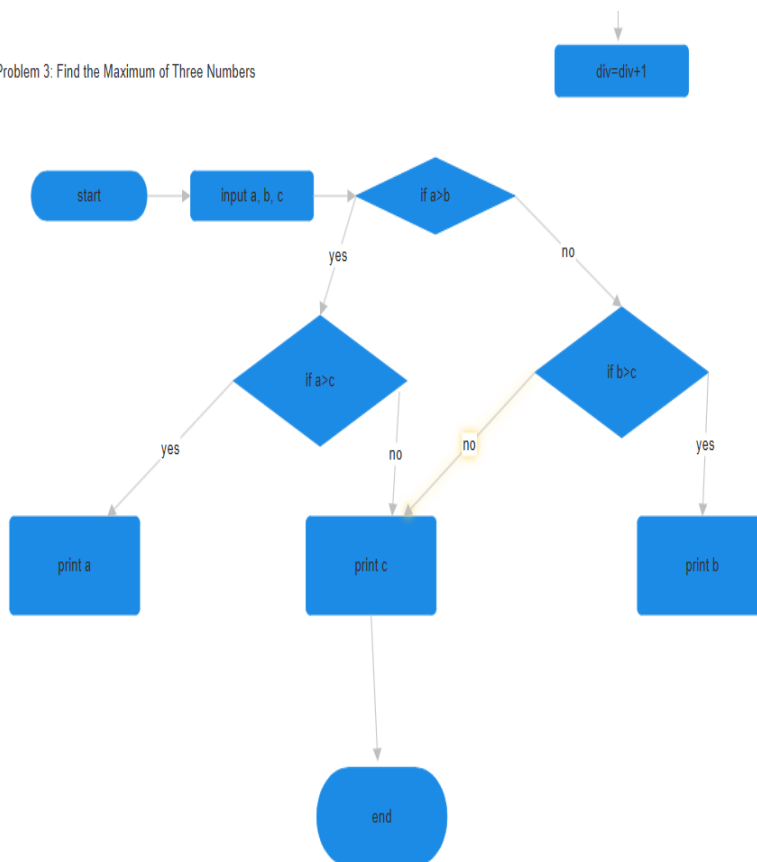 div=div+1
Problem 3: Find the Maximum of Three Numbers
start
input a, b, c
if a>b
yes
no
if a>c
if b>c
yes
no
no
yes
print a
print c
print b
end